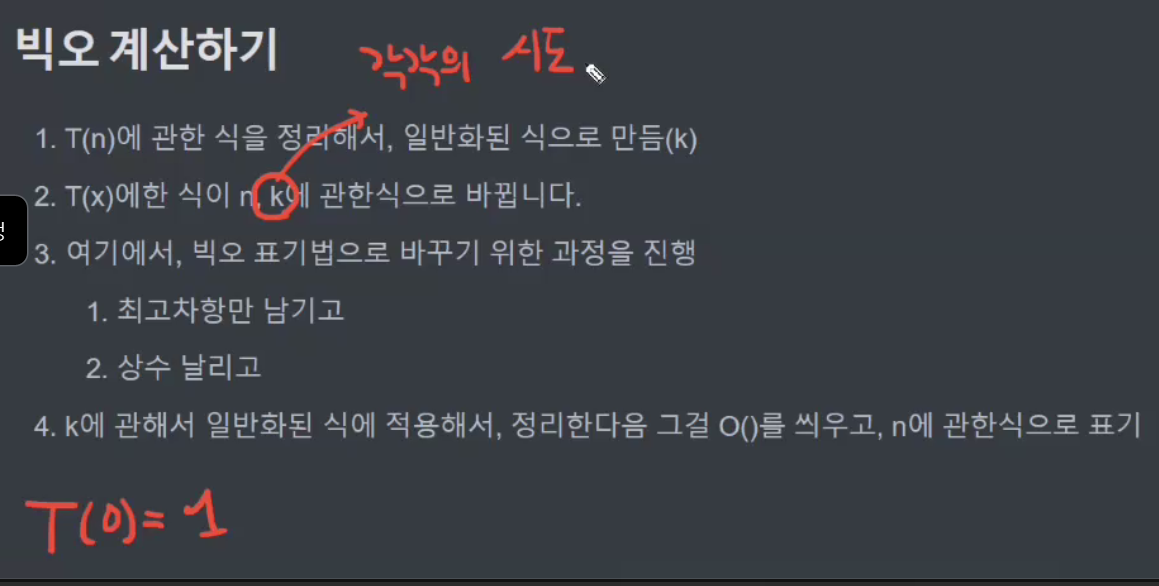 빅오 계산하기
각각의 시도
1. T(n)에 관한 식을 정리해서, 일반화된 식으로 만듬(k)
2. T(x)에한 식이 n, k에 관한식으로 바뀝니다.
3. 여기에서, 빅오 표기법으로 바꾸기 위한 과정을 진행
1. 최고차항만 남기고
2. 상수 날리고
4. k에 관해서 일반화된 식에 적용해서, 정리한다음 그걸 O()를 씌우고, n에 관한식으로 표기
T(0)= 1